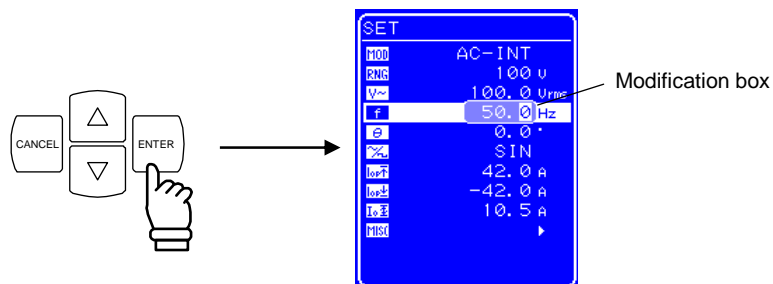 CANCEL
ENTER
SET
MOD AC-INT
RNG 100 V
V~ 100.0 Vrms
f 50.0 Hz
θ 0.0 °
SIN
42.0 A
-42.0 A
10.5 A
MISC
Modification box